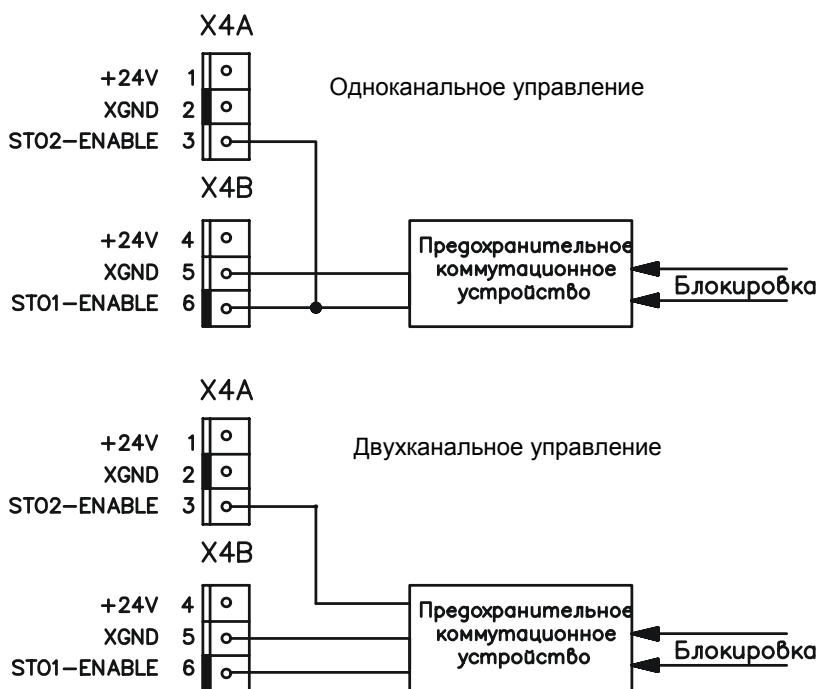 X4A
+24V 1
Одноканальное управление
XGND 2
STO2-ENABLE 3
X4B
+24V 4
XGND 5
STO1-ENABLE 6
Предохранительное
коммутационное
устройство
Блокировка
X4A
+24V 1
Двухканальное управление
XGND 2
STO2-ENABLE 3
X4B
+24V 4
XGND 5
STO1-ENABLE 6
Предохранительное
коммутационное
устройство
Блокировка